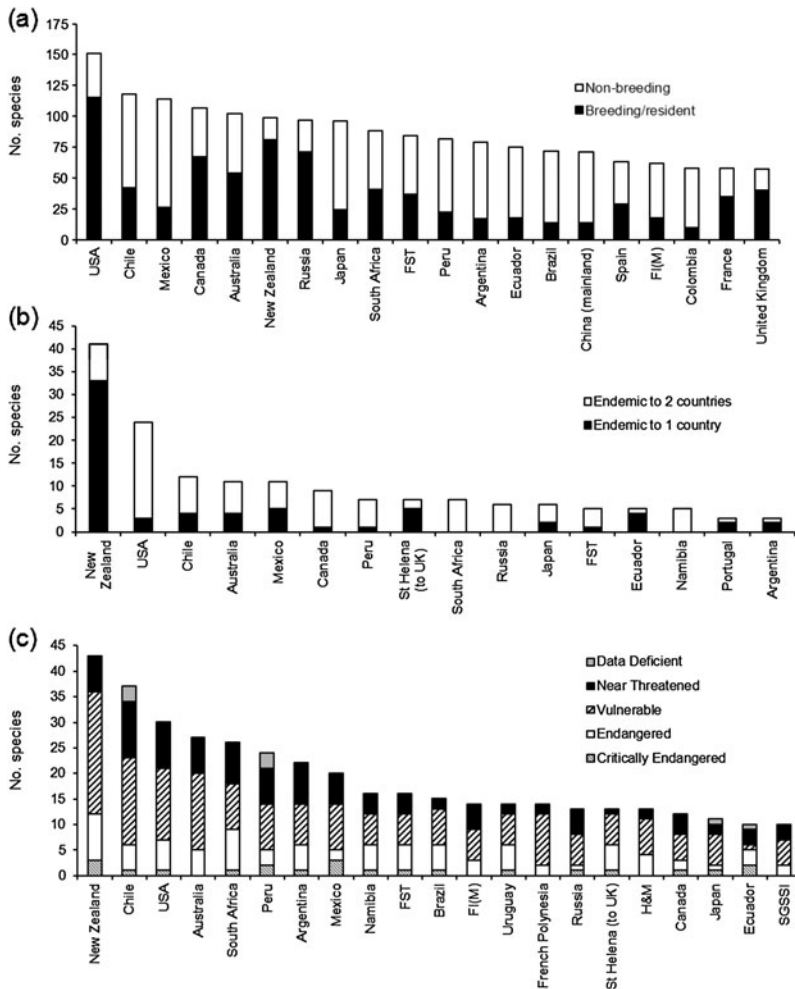 (a)
175
150
125
100
75
50
25
0
No. species
Non-breeding
Breeding/resident
USA
Chile
Mexico
Canada
Australia
New Zealand
Russia
Japan
South Africa
FST
Peru
Argentina
Ecuador
Brazil
China (mainland)
Spain
FI(M)
Colombia
France
United Kingdom
(b)
45
40
35
30
25
20
15
10
5
0
No. species
Endemic to 2 countries
Endemic to 1 country
New
Zealand
USA
Chile
Australia
Mexico
Canada
Peru
St Helena
(to UK)
South Africa
Russia
Japan
FST
Ecuador
Namibia
Portugal
Argentina
(c)
45
40
35
30
25
20
15
10
5
0
No. species
Data Deficient
Near Threatened
Vulnerable
Endangered
Critically Endangered
New Zealand
Chile
USA
Australia
South Africa
Peru
Argentina
Mexico
Namibia
FST
Brazil
FI(M)
Uruguay
French Polynesia
Russia
St Helena (to UK)
H&M
Canada
Japan
Ecuador
SGSSI